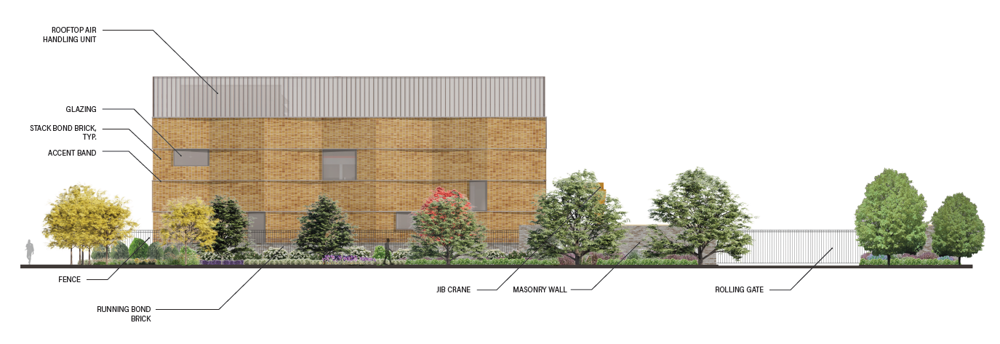 ROOFTOP AIR
HANDLING UNIT
GLAZING
STACK BOND BRICK,
TYP.
ACCENT BAND
FENCE
RUNNING BOND
BRICK
JIB CRANE
MASONRY WALL
ROLLING GATE